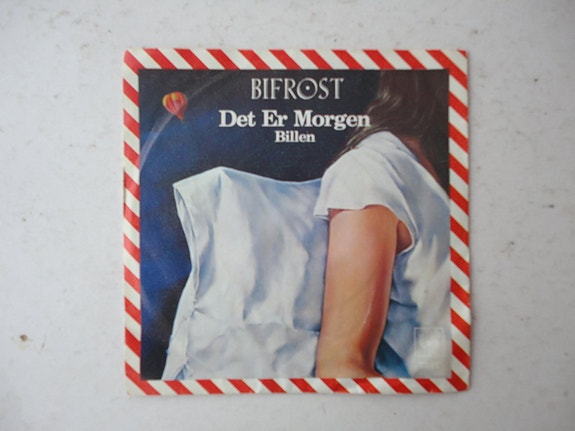 BIFROST
Det Er Morgen
Billen